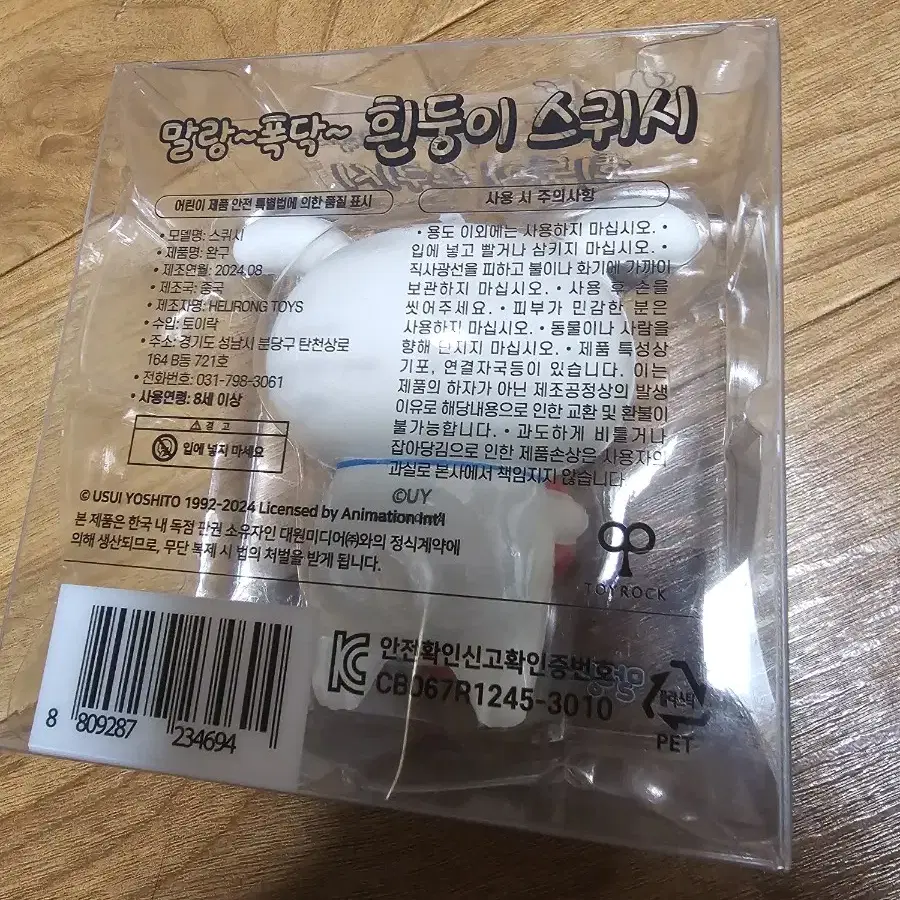 말랑~폭닥~ 흰둥이 스퀴시
어린이 제품 안전 특별법에 의한 품질 표시
• 모델명: 스퀴시
• 제품명: 완구
• 제조연월: 2024.08
• 제조국: 중국
• 제조자명: HELIRONG TOYS
• 수입: 토이락
• 주소: 경기도 성남시 분당구 탄천상로
164 B동 721호
• 전화번호: 031-798-3061
• 사용연령: 8세 이상
⚠ 경 고
입에 넣지 마세요
사용 시 주의사항
• 용도 이외에는 사용하지 마십시오. •
입에 넣고 빨거나 삼키지 마십시오. •
직사광선을 피하고 불이나 화기에 가까이
보관하지 마십시오. • 사용 후 손을
씻어주세요. • 피부가 민감한 분은
사용하지 마십시오. • 동물이나 사람을
향해 던지지 마십시오. • 제품 특성상
기포, 연결자국등이 있습니다. 이는
제품의 하자가 아닌 제조공정상의 발생
이유로 해당내용으로 인한 교환 및 환불이
불가능합니다. • 과도하게 비틀거나
잡아당김으로 인한 제품손상은 사용자의
과실로 본사에서 책임지지 않습니다
©UY
© USUI YOSHITO 1992-2024 Licensed by Animation Int'l
본 제품은 한국 내 독점 판권 소유자인 대원미디어㈜와의 정식계약에
의해 생산되므로, 무단 복제 시 법의 처벌을 받게 됩니다.
TOYROCK
안전확인신고확인증번호
CB067R1245-3010
플라스틱
PET
8 809287 234694